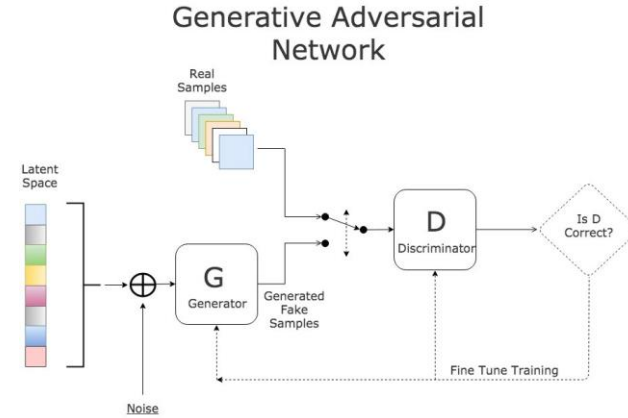 Generative Adversarial
Network
Real
Samples
Latent
Space
G
Generator
Generated
Fake
Samples
D
Discriminator
Is D
Correct?
Fine Tune Training
Noise